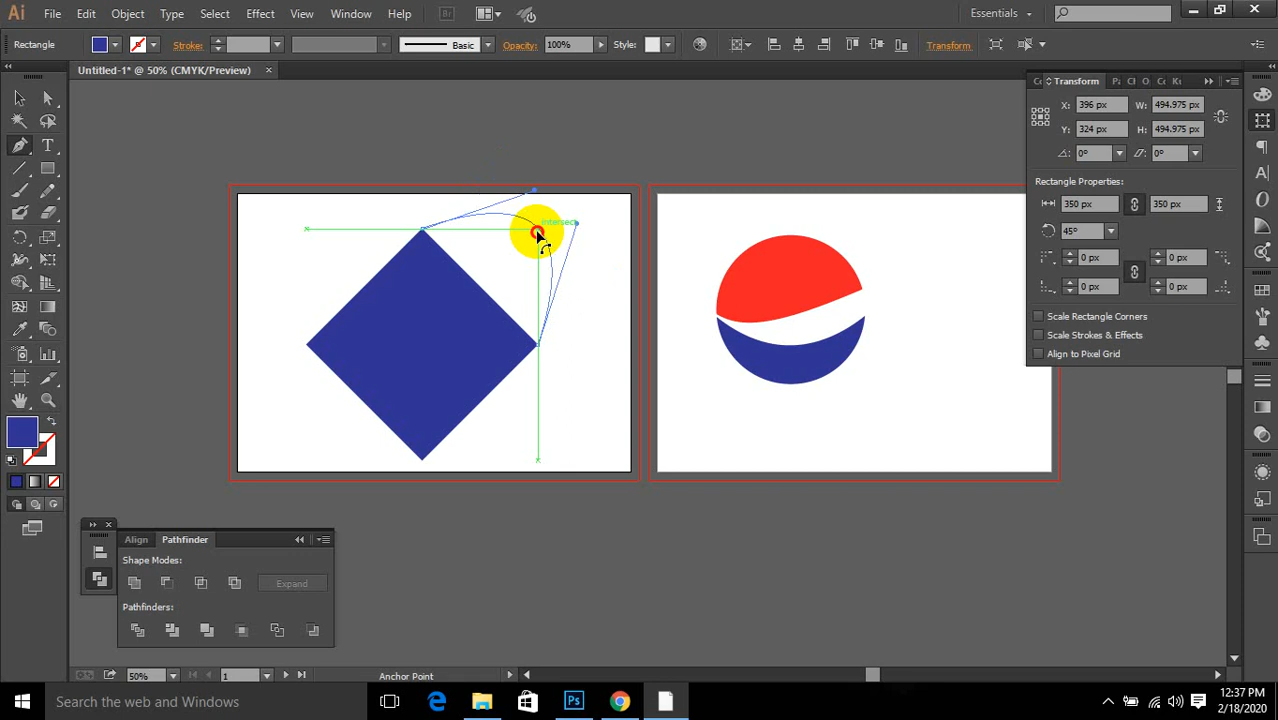 Ai File Edit Object Type Select Effect View Window Help Br Essentials
Rectangle Stroke: Basic Opacity: 100% Style: Transform
Untitled-1* @ 50% (CMYK/Preview) ×
Transform
X: 396 px W: 494.975 px
Y: 324 px H: 494.975 px
0° 0°
Rectangle Properties:
350 px 350 px
45°
0 px 0 px
0 px 0 px
Scale Rectangle Corners
Scale Strokes & Effects
Align to Pixel Grid
intersect
Align Pathfinder
Shape Modes:
Expand
Pathfinders:
50% 1 Anchor Point
Search the web and Windows
Ps
12:37 PM
2/18/2020